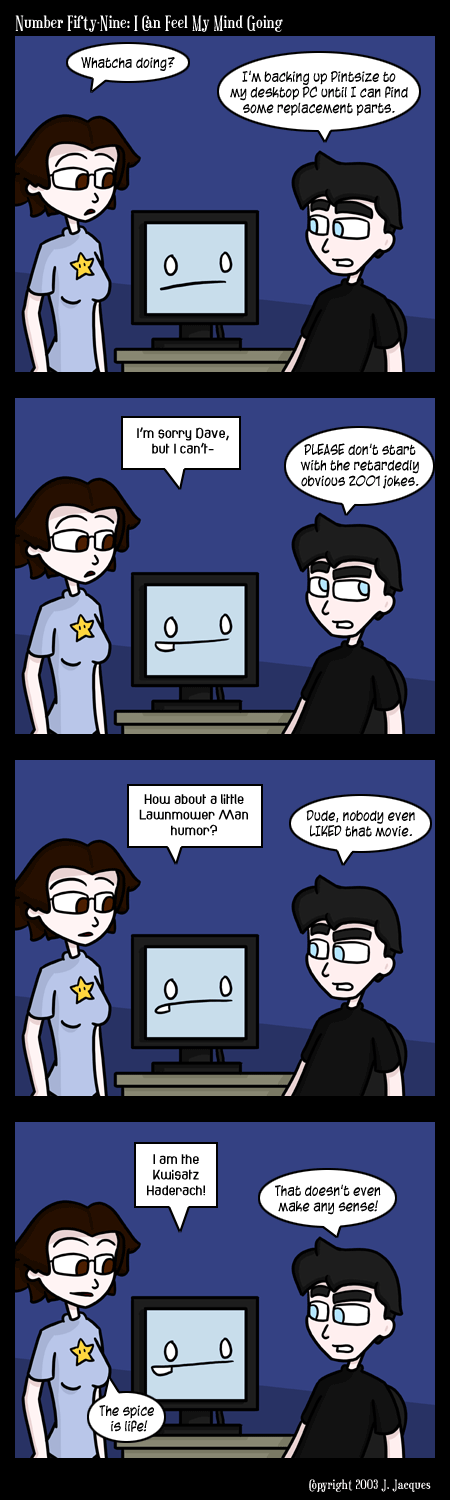 Number Fifty-Nine: I Can Feel My Mind Going
Whatcha doing?
I'm backing up Pintsize to
my desktop PC until I can find
some replacement parts.
I'm sorry Dave,
but I can't-
PLEASE don't start
with the retardedly
obvious 2001 jokes.
How about a little
Lawnmower Man
humor?
Dude, nobody even
LIKED that movie.
I am the
Kwisatz
Haderach!
That doesn't even
make any sense!
The spice
is life!
Copyright 2003 J. Jacques